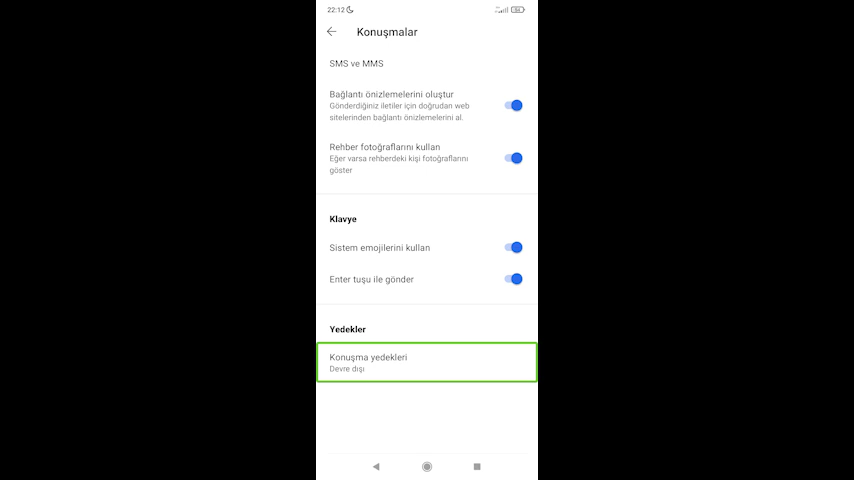 22:12
Konuşmalar
SMS ve MMS
Bağlantı önizlemelerini oluştur
Gönderdiğiniz iletiler için doğrudan web
sitelerinden bağlantı önizlemelerini al.
Rehber fotoğraflarını kullan
Eğer varsa rehberdeki kişi fotoğraflarını
göster
Klavye
Sistem emojilerini kullan
Enter tuşu ile gönder
Yedekler
Konuşma yedekleri
Devre dışı